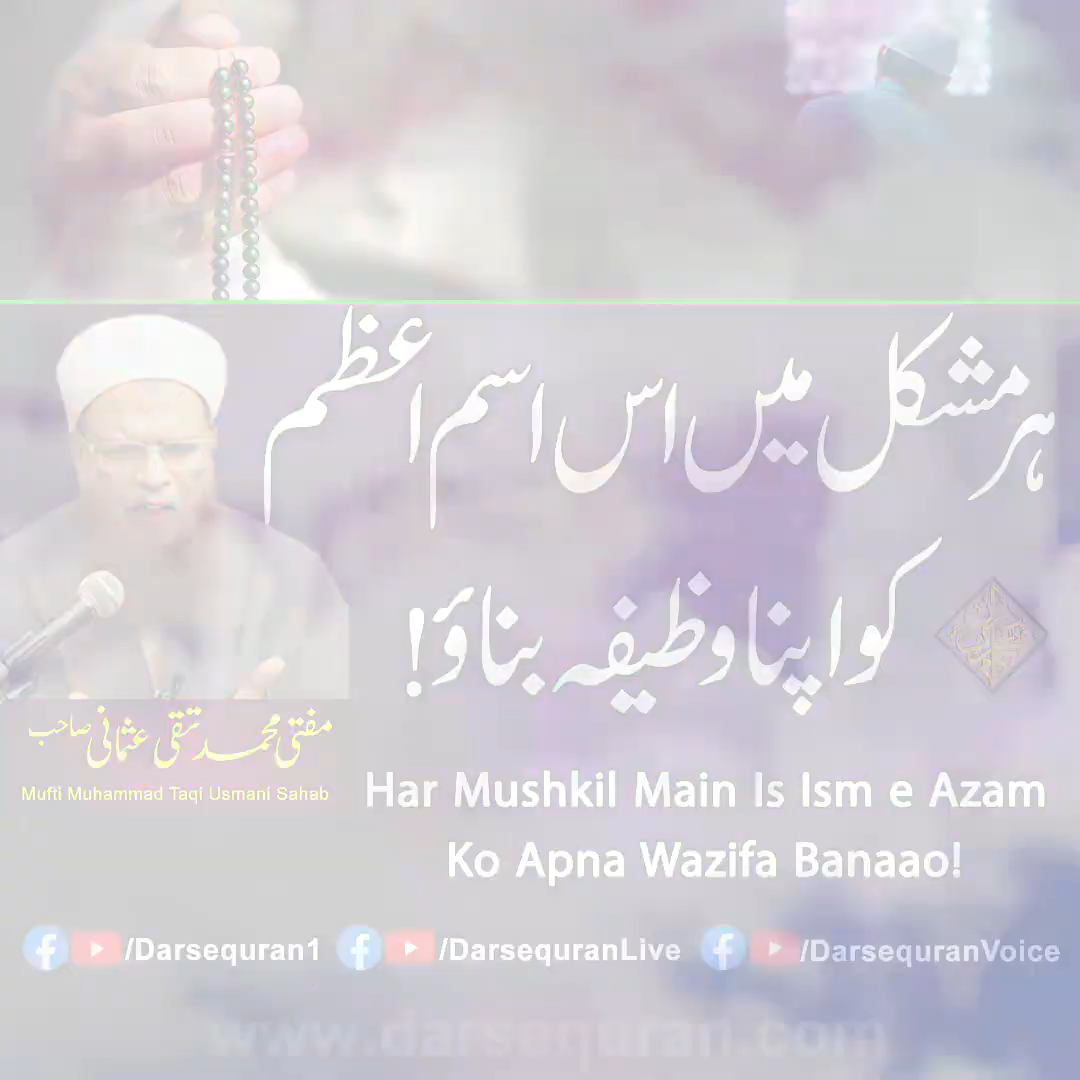 ہر مشکل میں اس اسم اعظم
کو اپنا وظیفہ بناؤ!
مفتی محمد تقی عثمانی صاحب
Mufti Muhammad Taqi Usmani Sahab
Har Mushkil Main Is Ism e Azam
Ko Apna Wazifa Banaao!
/Darsequran1 /DarsequranLive /DarsequranVoice
www.darsequran.com